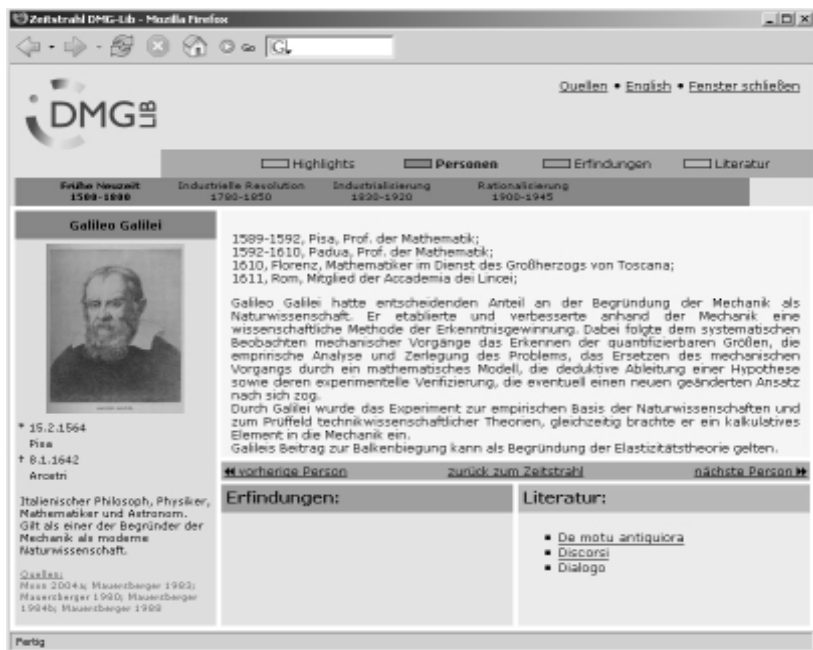 Zeitstrahl DMG-Lib - Mozilla Firefox
Go G
DMG LIB
Quellen • English • Fenster schließen
Highlights Personen Erfindungen Literatur
Frühe Neuzeit Industrielle Revolution Industrialisierung Rationalisierung
1500-1800 1780-1850 1830-1920 1900-1945
Galileo Galilei
* 15.2.1564
Pisa
† 8.1.1642
Arcetri
Italienischer Philosoph, Physiker,
Mathematiker und Astronom.
Gilt als einer der Begründer der
Mechanik als moderne
Naturwissenschaft.
Quellen:
2004a; Mauersberger 1983;
Mauersberger 1980; Mauersberger
1984b; Mauersberger 1988
1589-1592, Pisa, Prof. der Mathematik;
1592-1610, Padua, Prof. der Mathematik;
1610, Florenz, Mathematiker im Dienst des Großherzogs von Toscana;
1611, Rom, Mitglied der Accademia dei Lincei;
Galileo Galilei hatte entscheidenden Anteil an der Begründung der Mechanik als
Naturwissenschaft. Er etablierte und verbesserte anhand der Mechanik eine
wissenschaftliche Methode der Erkenntnisgewinnung. Dabei folgte dem systematischen
Beobachten mechanischer Vorgänge das Erkennen der quantifizierbaren Größen, die
empirische Analyse und Zerlegung des Problems, das Ersetzen des mechanischen
Vorgangs durch ein mathematisches Modell, die deduktive Ableitung einer Hypothese
sowie deren experimentelle Verifizierung, die eventuell einen neuen geänderten Ansatz
nach sich zog.
Durch Galilei wurde das Experiment zur empirischen Basis der Naturwissenschaften und
zum Prüffeld technikwissenschaftlicher Theorien, gleichzeitig brachte er ein kalkulatives
Element in die Mechanik ein.
Galileis Beitrag zur Balkenbiegung kann als Begründung der Elastizitätstheorie gelten.
vorherige Person zurück zum Zeitstrahl nächste Person
Erfindungen:
Literatur:
▪ De motu antiquiora
▪ Discorsi
▪ Dialogo
Fertig